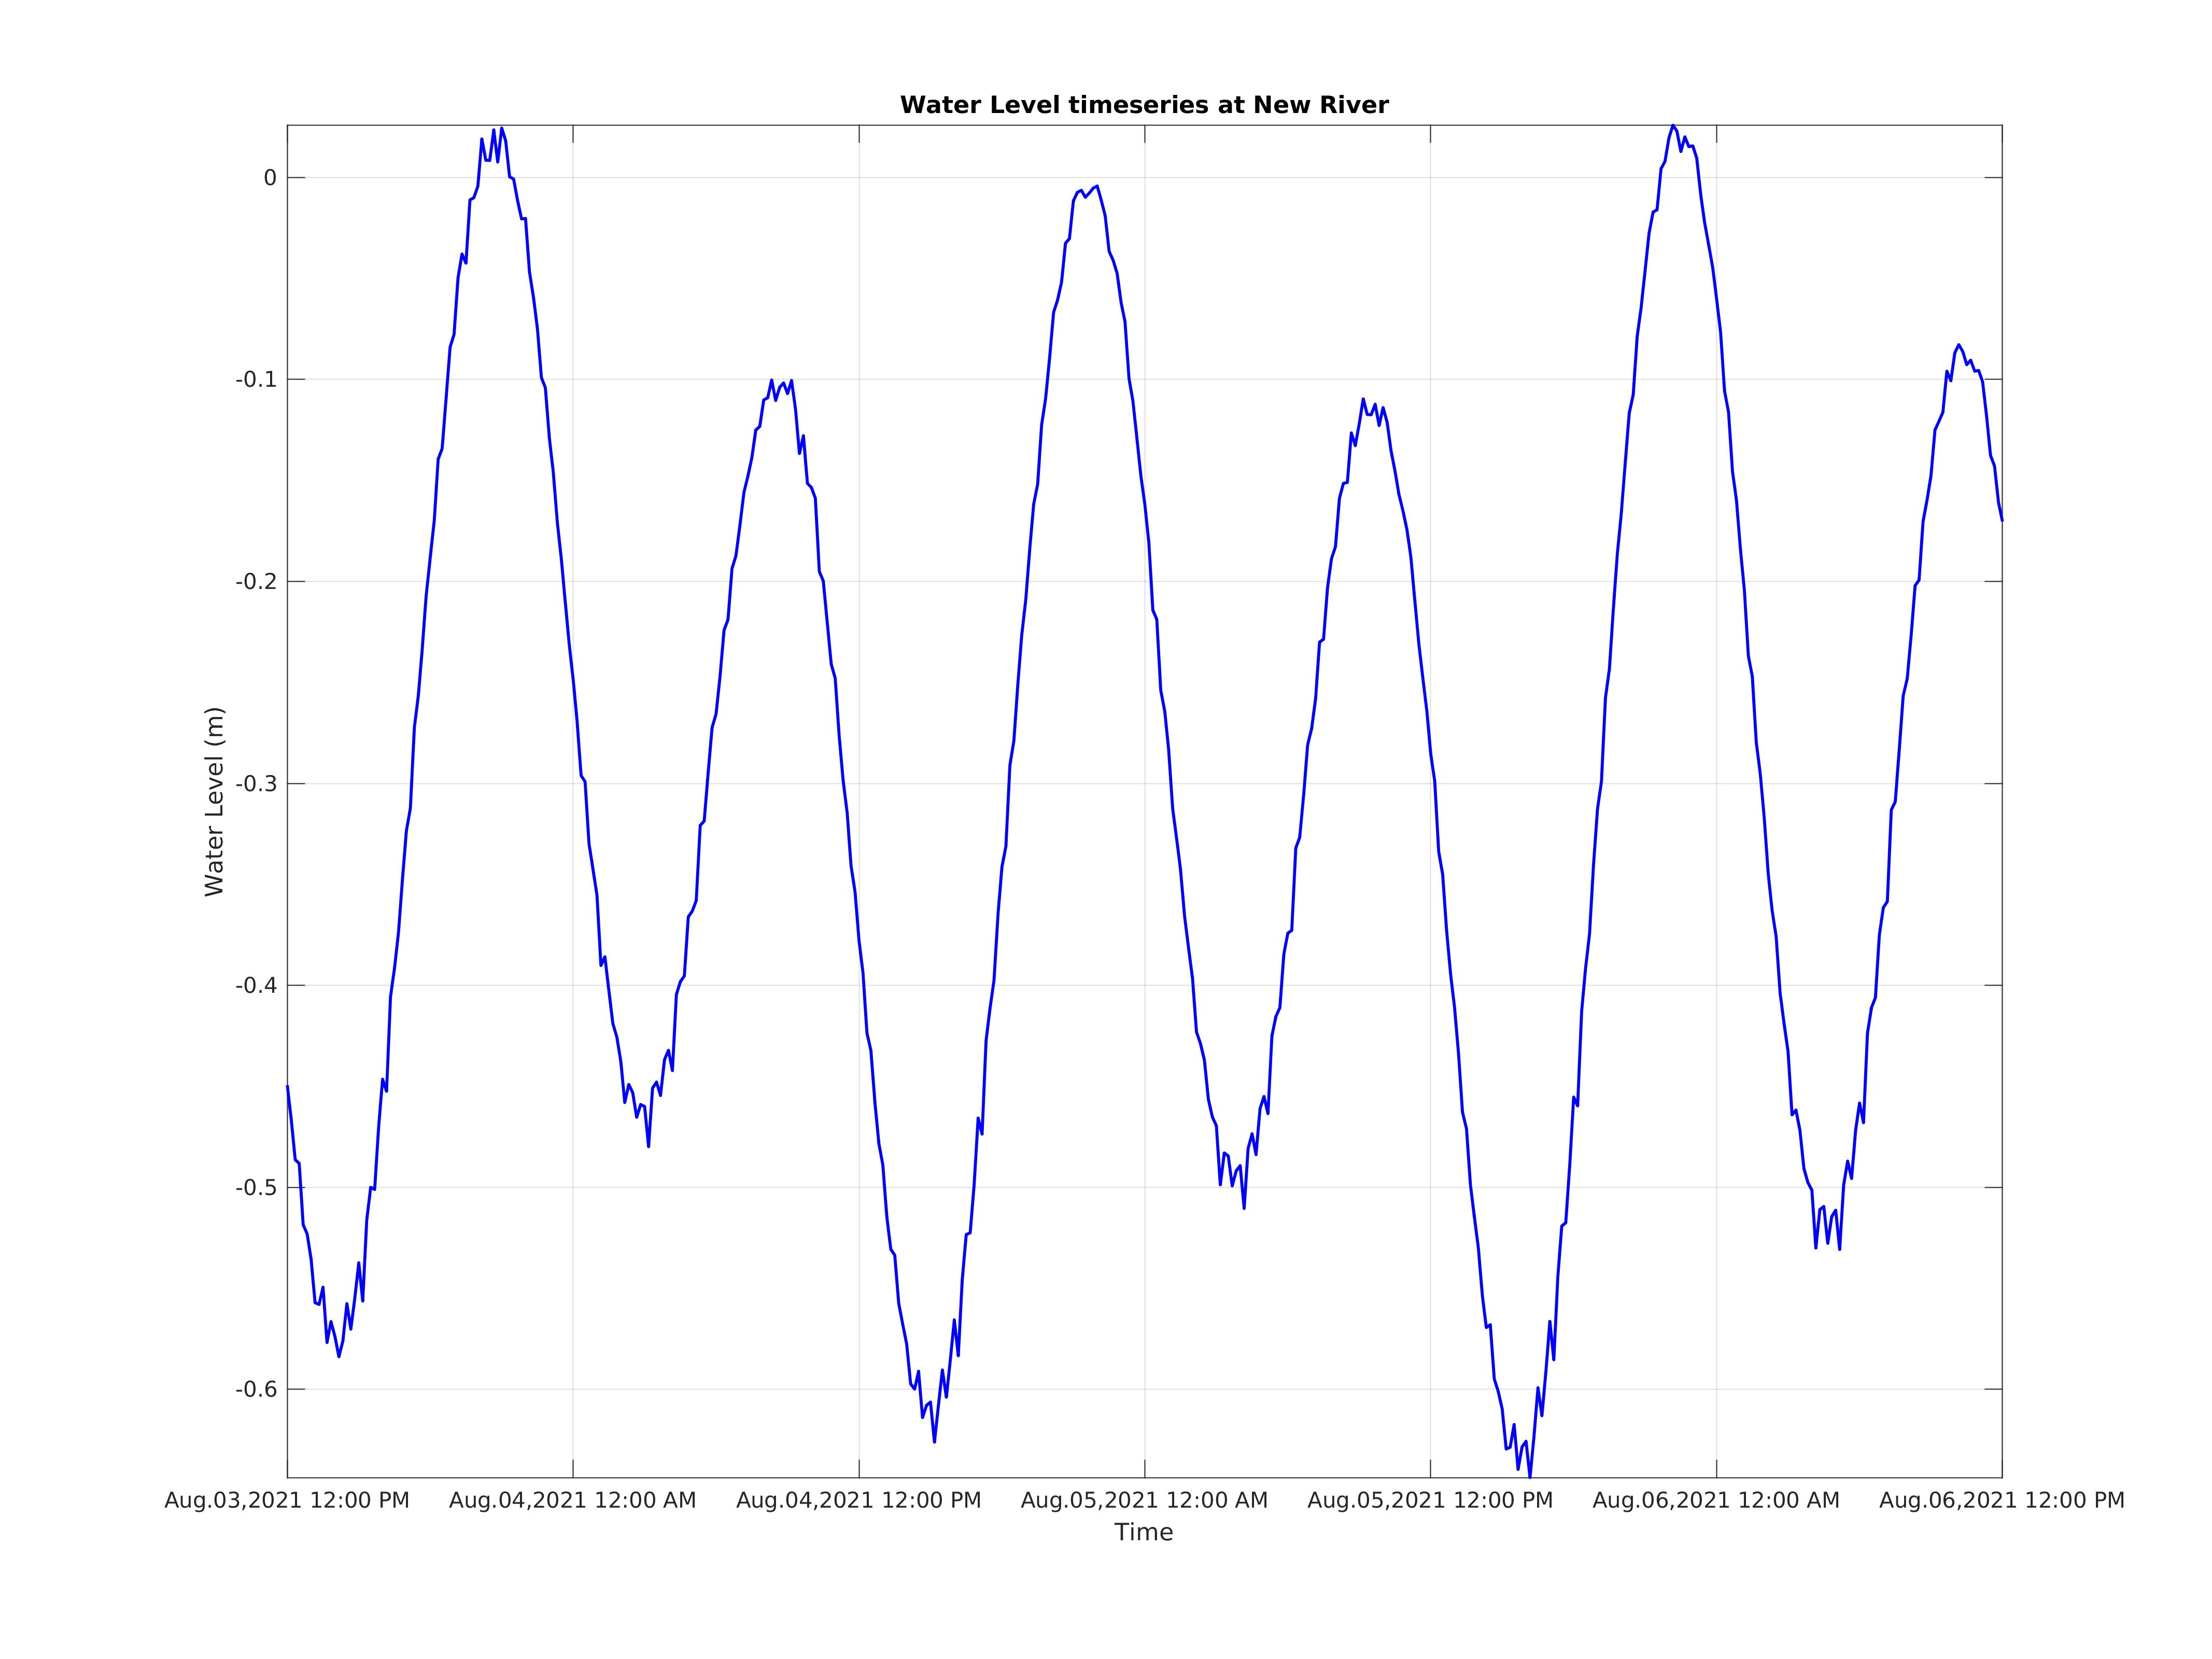 Water Level timeseries at New River
0
-0.1
-0.2
-0.3
-0.4
-0.5
-0.6
Water Level (m)
Aug.03,2021 12:00 PM Aug.04,2021 12:00 AM Aug.04,2021 12:00 PM Aug.05,2021 12:00 AM Aug.05,2021 12:00 PM Aug.06,2021 12:00 AM Aug.06,2021 12:00 PM
Time